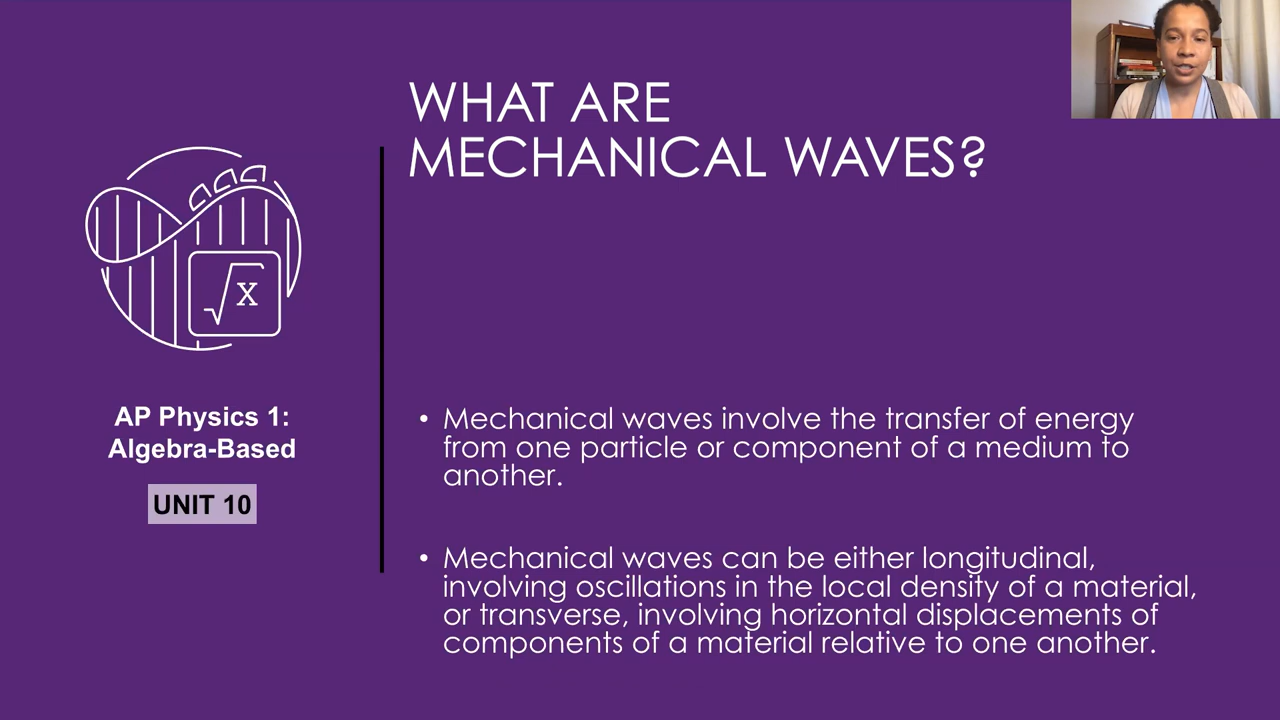 WHAT ARE
MECHANICAL WAVES?
√x
AP Physics 1:
Algebra-Based
UNIT 10
• Mechanical waves involve the transfer of energy
from one particle or component of a medium to
another.
• Mechanical waves can be either longitudinal,
involving oscillations in the local density of a material,
or transverse, involving horizontal displacements of
components of a material relative to one another.